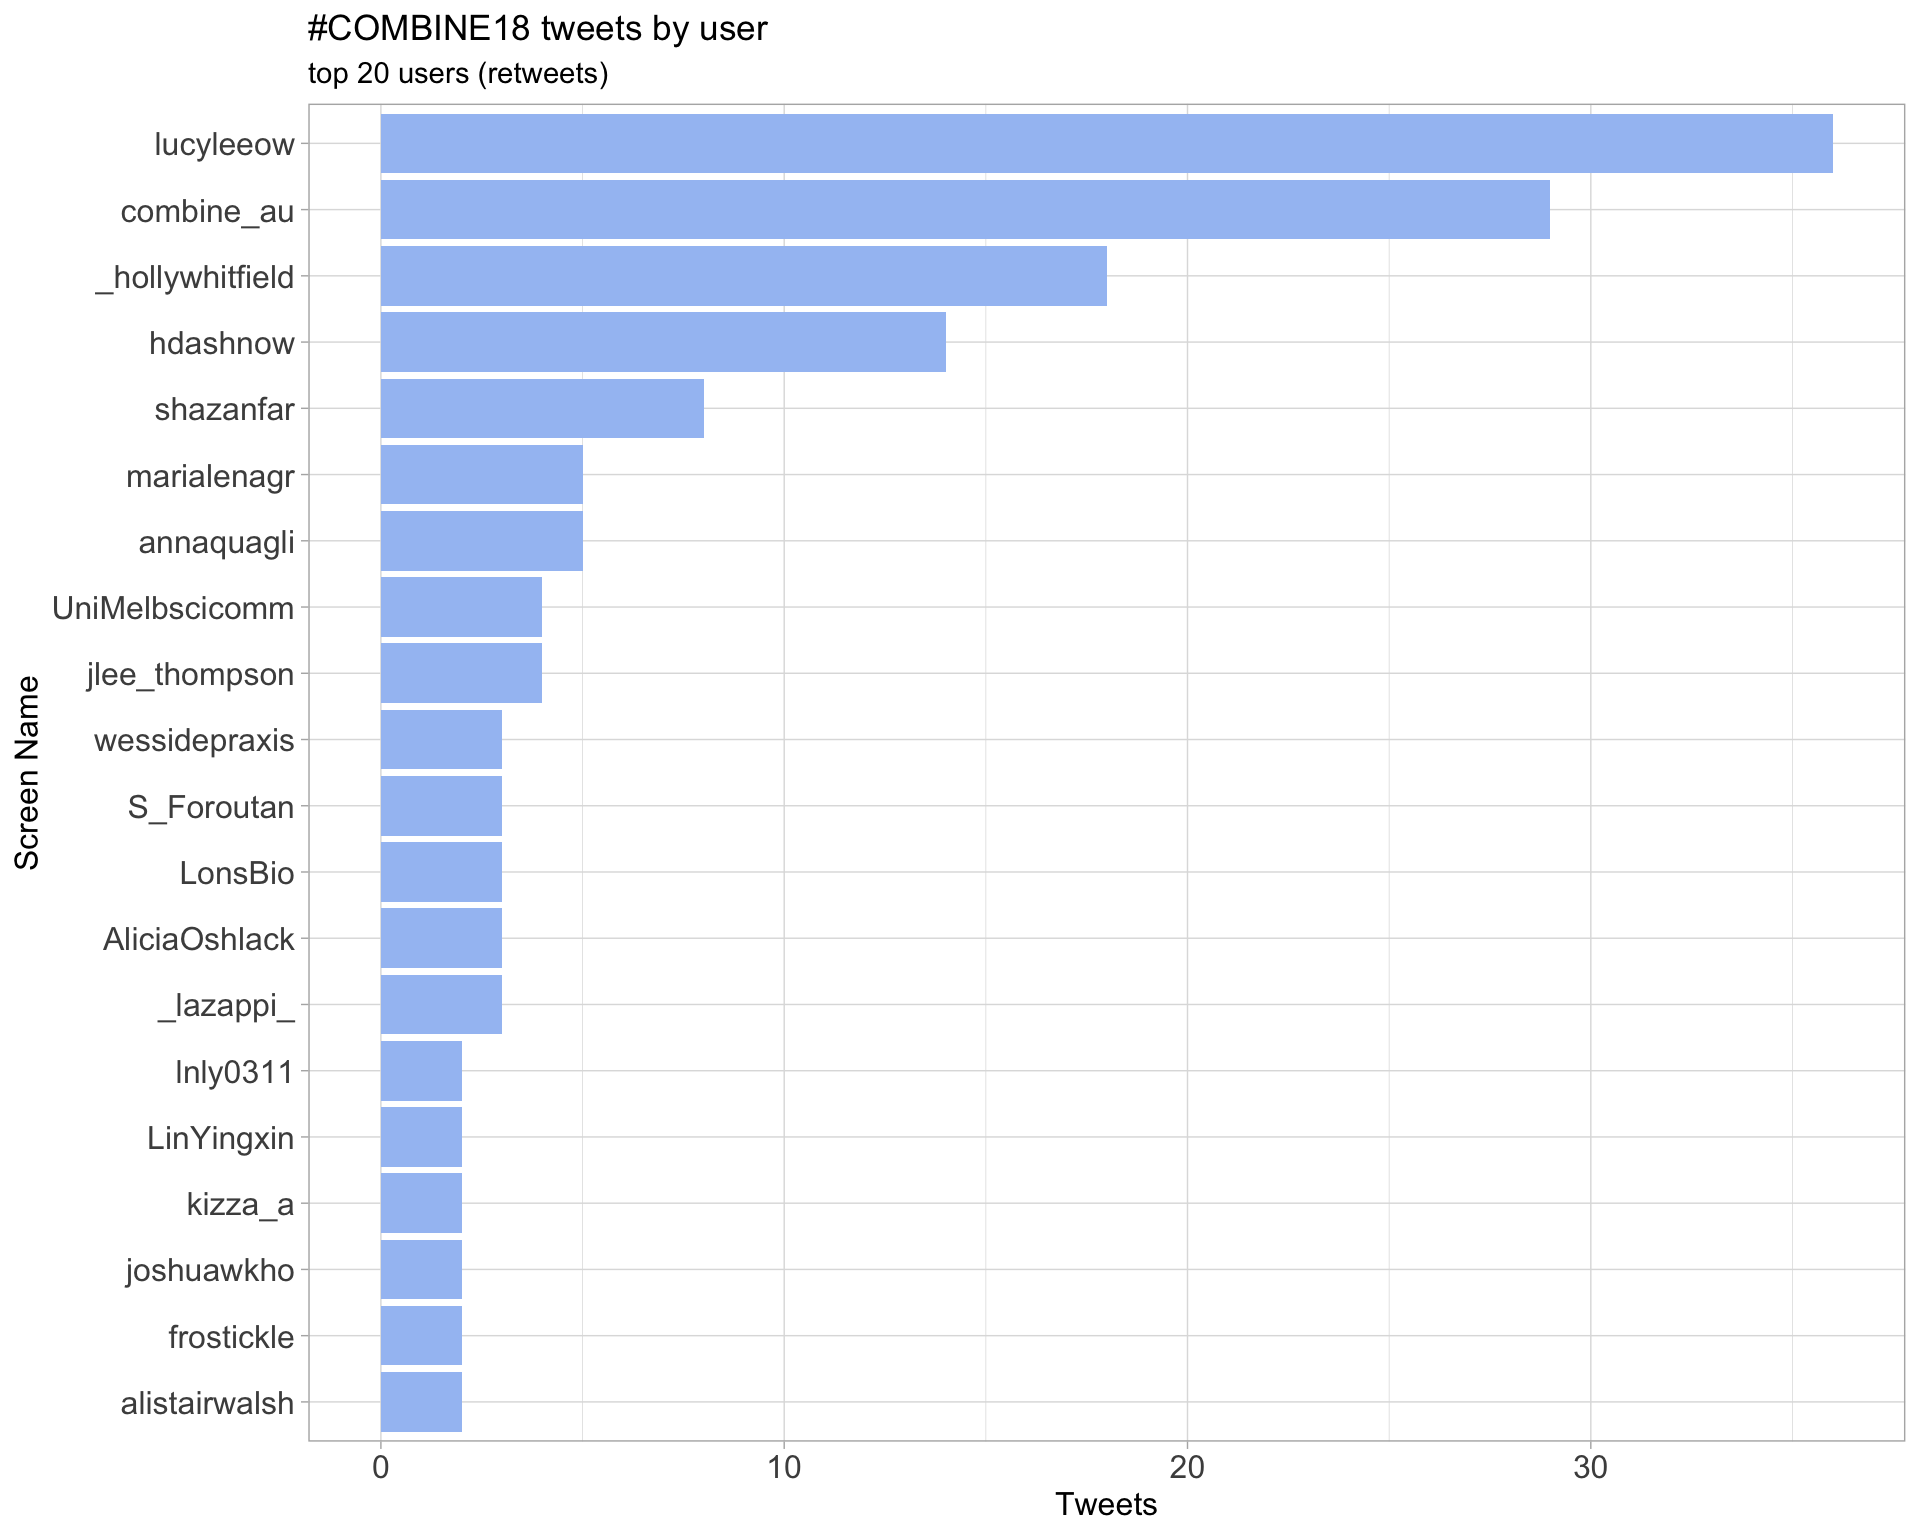 #COMBINE18 tweets by user
top 20 users (retweets)
Screen Name
lucyleeow
combine_au
_hollywhitfield
hdashnow
shazanfar
marialenagr
annaquagli
UniMelbscicomm
jlee_thompson
wessidepraxis
S_Foroutan
LonsBio
AliciaOshlack
_lazappi_
lnly0311
LinYingxin
kizza_a
joshuawkho
frostickle
alistairwalsh
0 10 20 30
Tweets